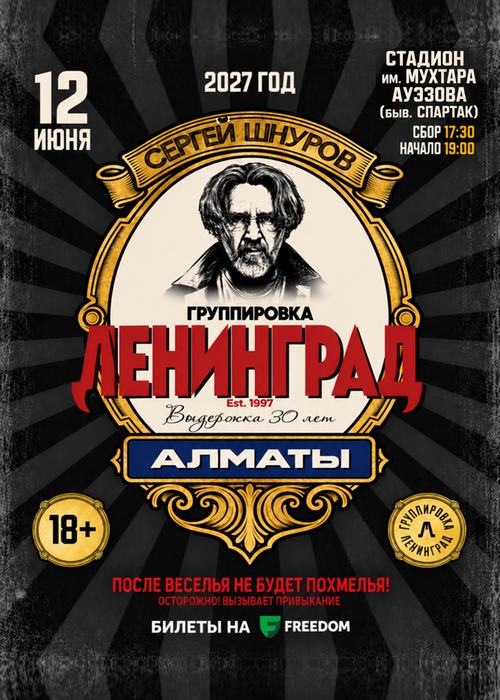 12
ИЮНЯ
2027 ГОД
СТАДИОН
им. МУХТАРА
АУЭЗОВА
(БЫВ. СПАРТАК)
СБОР 17:30
НАЧАЛО 19:00
СЕРГЕЙ ШНУРОВ
ГРУППИРОВКА
ЛЕНИНГРАД
Est. 1997
Выдержка 30 лет
АЛМАТЫ
18+
ГРУППИРОВКА
Л
ЛЕНИНГРАД
ПОСЛЕ ВЕСЕЛЬЯ НЕ БУДЕТ ПОХМЕЛЬЯ!
ОСТОРОЖНО! ВЫЗЫВАЕТ ПРИВЫКАНИЕ
БИЛЕТЫ НА FREEDOM